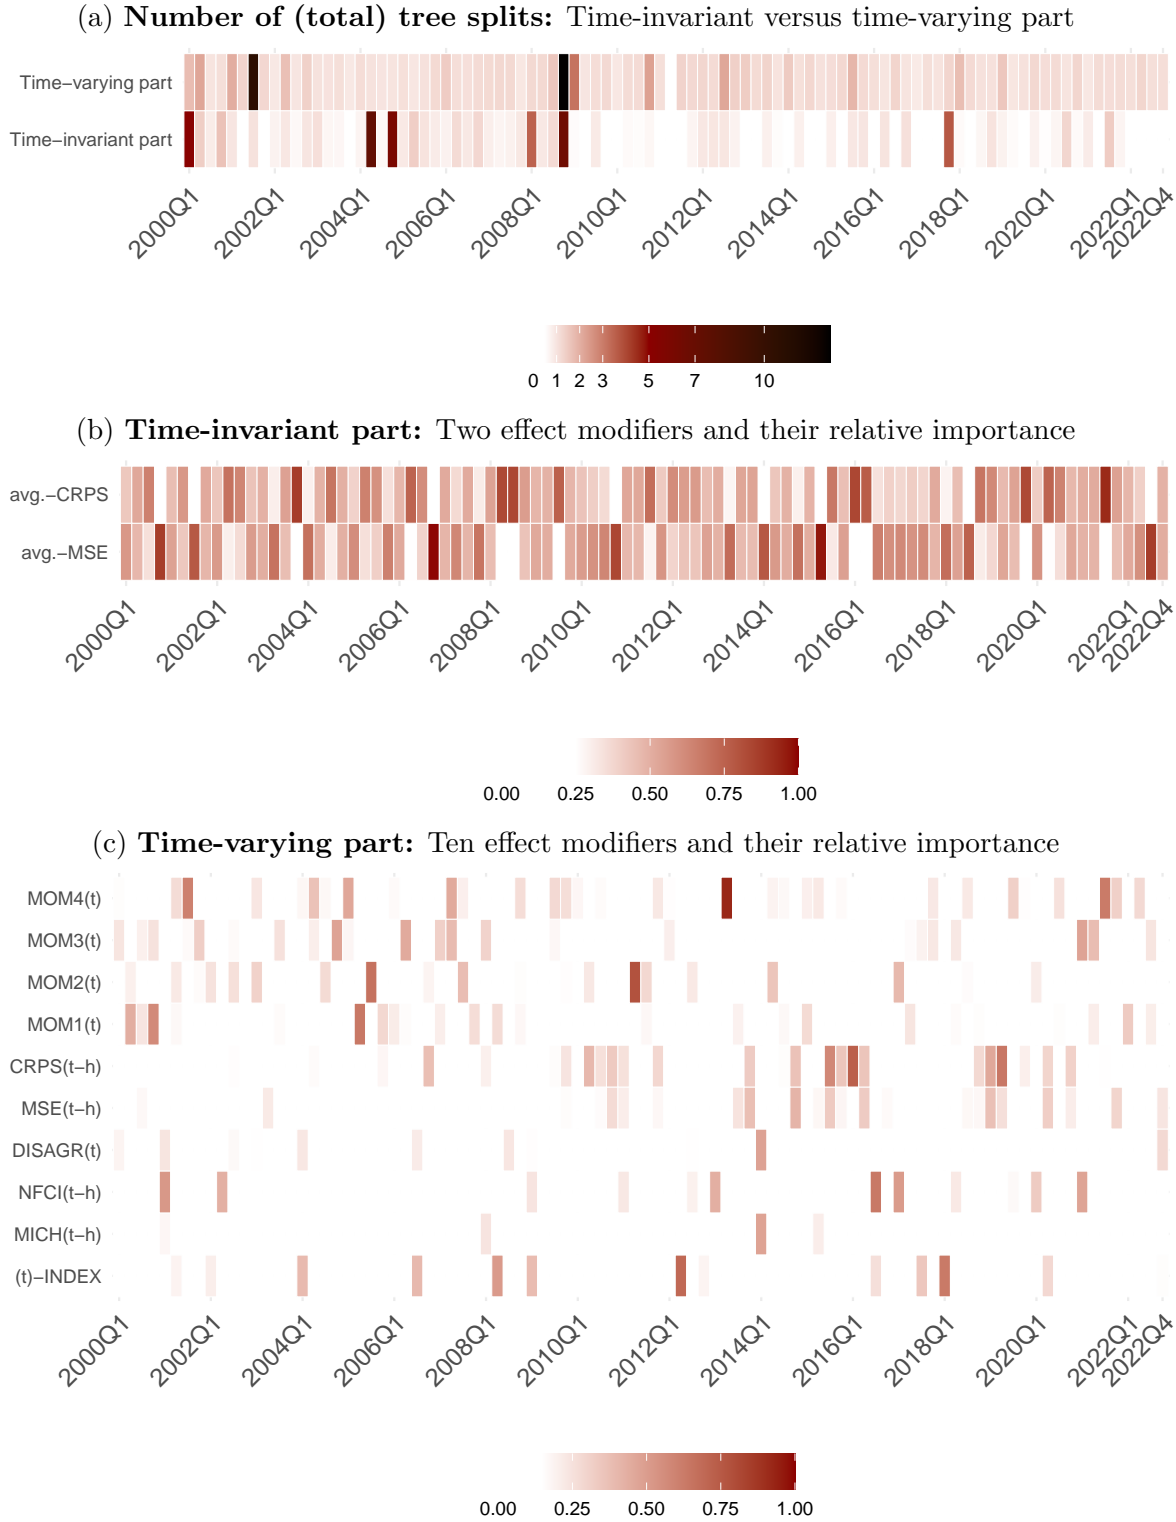 (a) Number of (total) tree splits: Time-invariant versus time-varying part
Time−varying part
Time−invariant part
2000Q1 2002Q1 2004Q1 2006Q1 2008Q1 2010Q1 2012Q1 2014Q1 2016Q1 2018Q1 2020Q1 2022Q1 2022Q4
0 1 2 3 5 7 10
(b) Time-invariant part: Two effect modifiers and their relative importance
avg.−CRPS
avg.−MSE
2000Q1 2002Q1 2004Q1 2006Q1 2008Q1 2010Q1 2012Q1 2014Q1 2016Q1 2018Q1 2020Q1 2022Q1 2022Q4
0.00 0.25 0.50 0.75 1.00
(c) Time-varying part: Ten effect modifiers and their relative importance
MOM4(t)
MOM3(t)
MOM2(t)
MOM1(t)
CRPS(t−h)
MSE(t−h)
DISAGR(t)
NFCI(t−h)
MICH(t−h)
(t)−INDEX
2000Q1 2002Q1 2004Q1 2006Q1 2008Q1 2010Q1 2012Q1 2014Q1 2016Q1 2018Q1 2020Q1 2022Q1 2022Q4
0.00 0.25 0.50 0.75 1.00